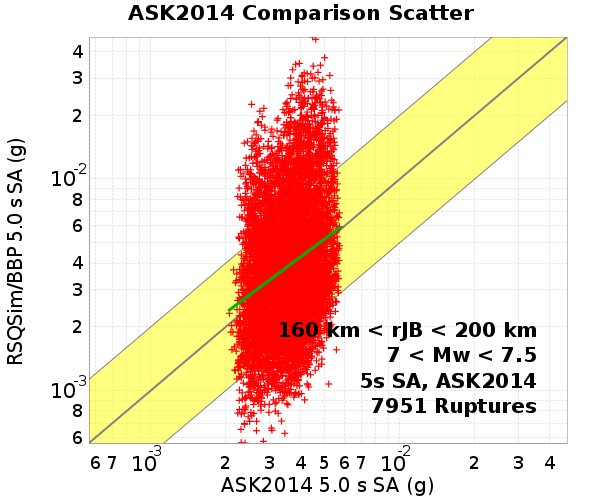 ASK2014 Comparison Scatter
RSQSim/BBP 5.0 s SA (g)
4
3
2
10-2
8
6
4
3
2
10-3
8
6
160 km < rJB < 200 km
7 < Mw < 7.5
5s SA, ASK2014
7951 Ruptures
6 7 10-3 2 3 4 5 6 7 10-2 2 3 4
ASK2014 5.0 s SA (g)